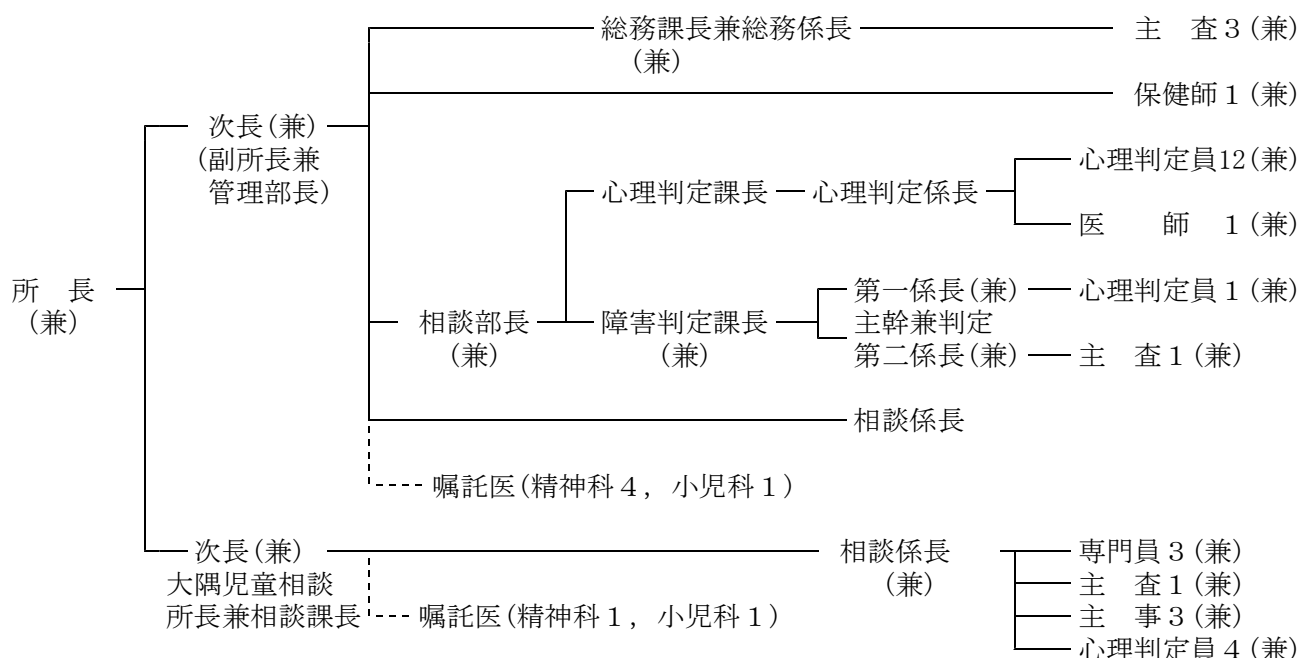 総務課長兼総務係長 主　査３(兼)
(兼)
保健師１(兼)
次長(兼)
(副所長兼 心理判定員12(兼)
管理部長) 心理判定課長 心理判定係長
医　　師　１(兼)
所　長 第一係長(兼) 心理判定員１(兼)
(兼) 相談部長 障害判定課長 主幹兼判定
(兼) (兼) 第二係長(兼) 主　査１(兼)
相談係長
嘱託医(精神科４，小児科１)
次長(兼) 相談係長 専門員３(兼)
大隅児童相談 (兼) 主　査１(兼)
所長兼相談課長 嘱託医(精神科１，小児科１) 主　事３(兼)
心理判定員４(兼)